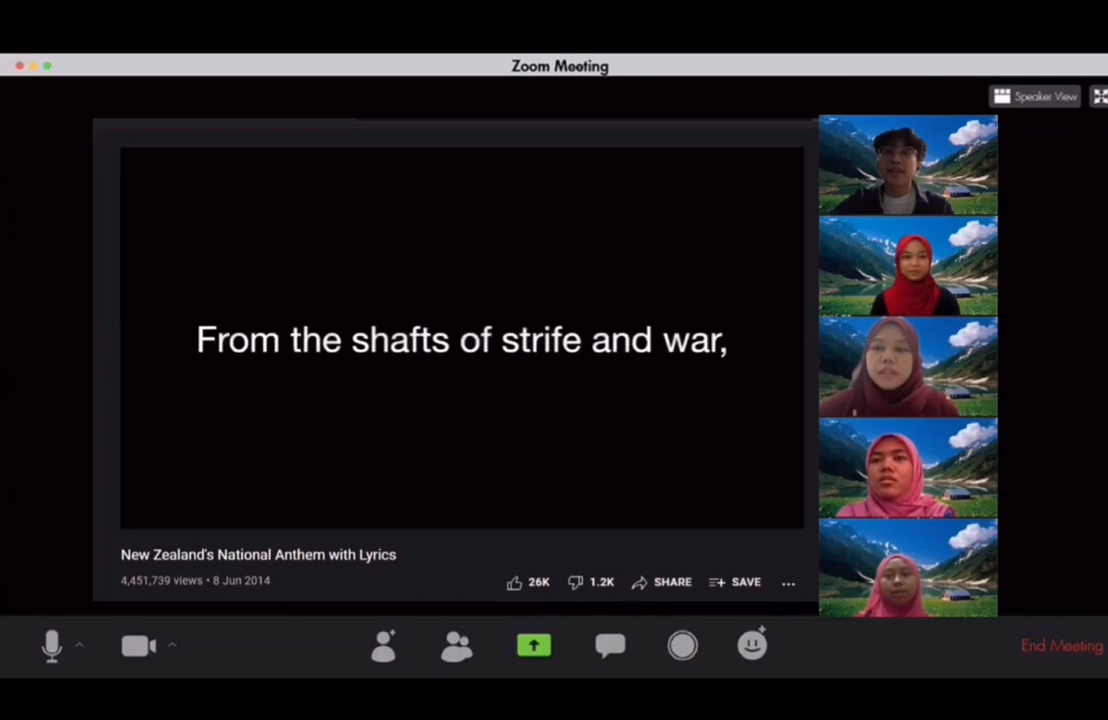 Zoom Meeting
Speaker View
From the shafts of strife and war,
New Zealand's National Anthem with Lyrics
4,451,739 views • 8 Jun 2014
26K 1.2K SHARE SAVE ...
End Meeting